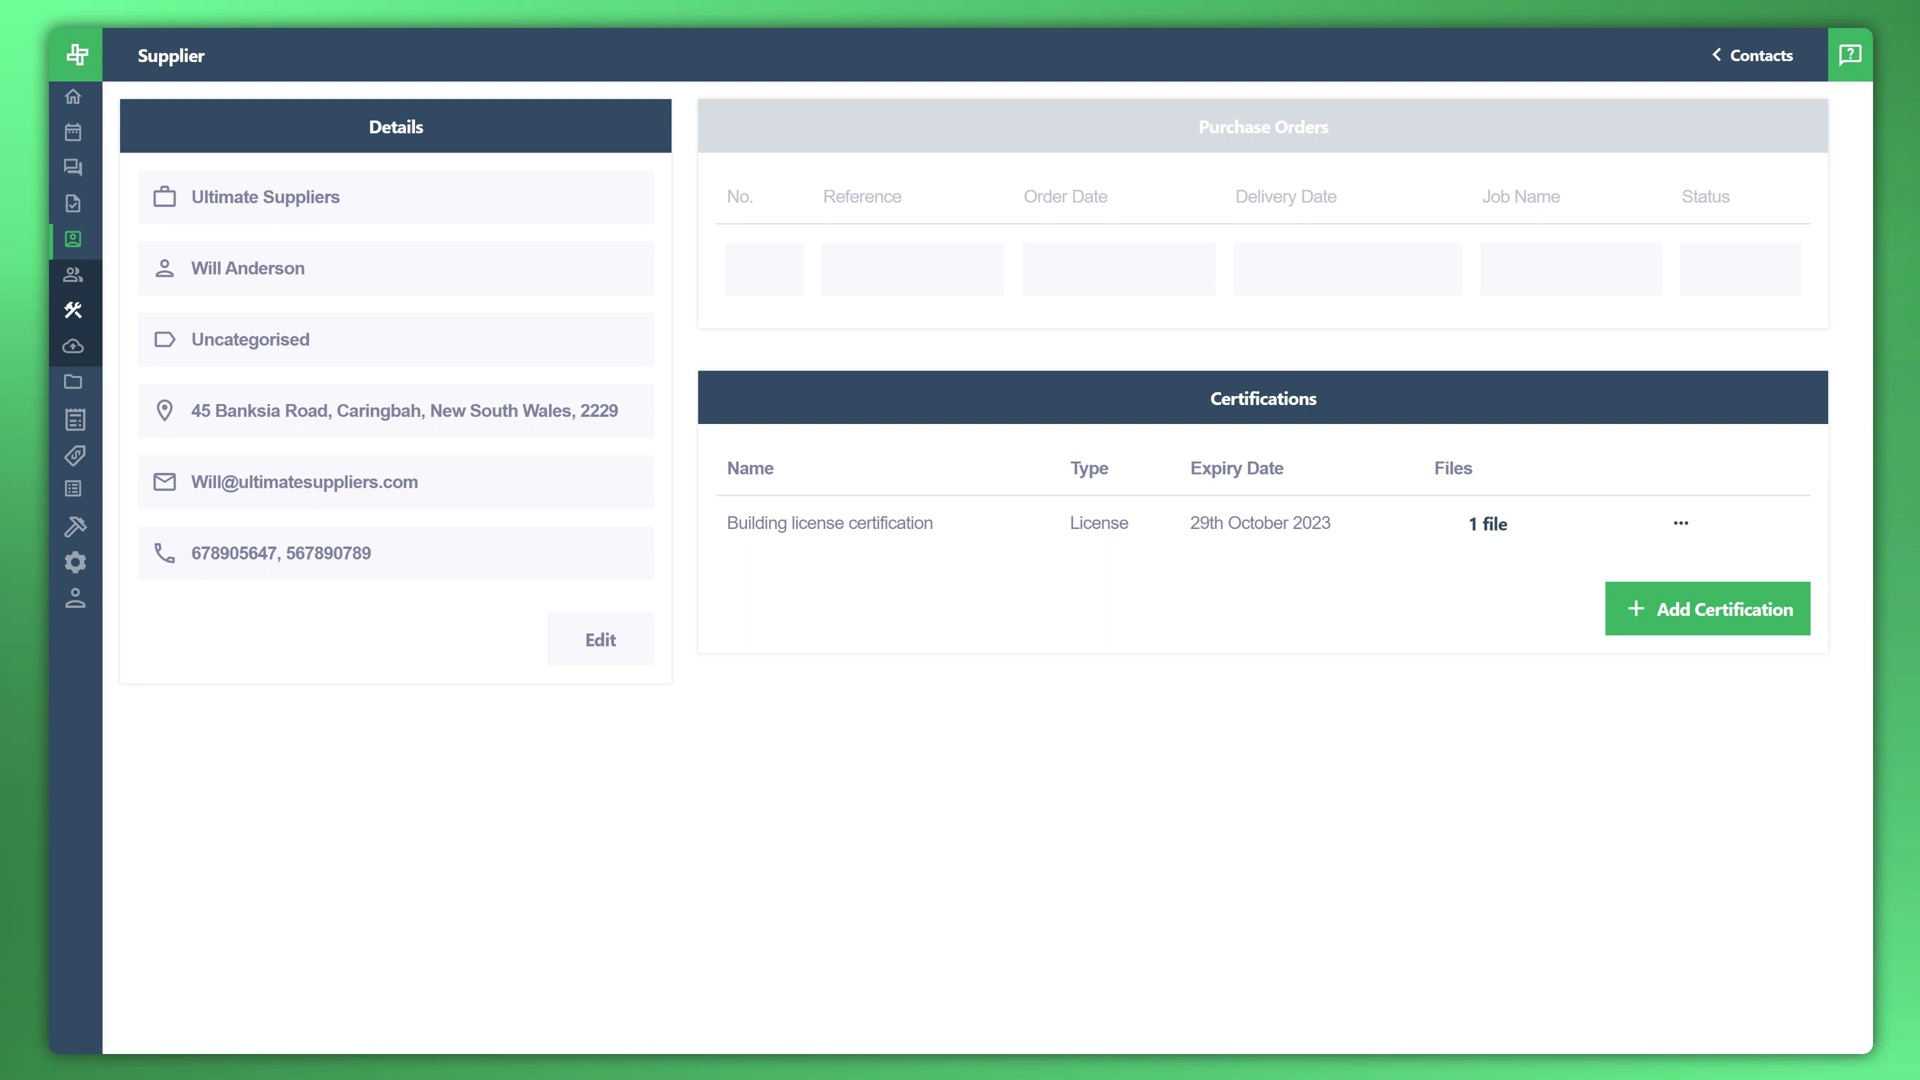 Supplier
Contacts
Details
Ultimate Suppliers
Will Anderson
Uncategorised
45 Banksia Road, Caringbah, New South Wales, 2229
Will@ultimatesuppliers.com
678905647, 567890789
Edit
Purchase Orders
No. Reference Order Date Delivery Date Job Name Status
Certifications
Name Type Expiry Date Files
Building license certification License 29th October 2023 1 file ...
+ Add Certification